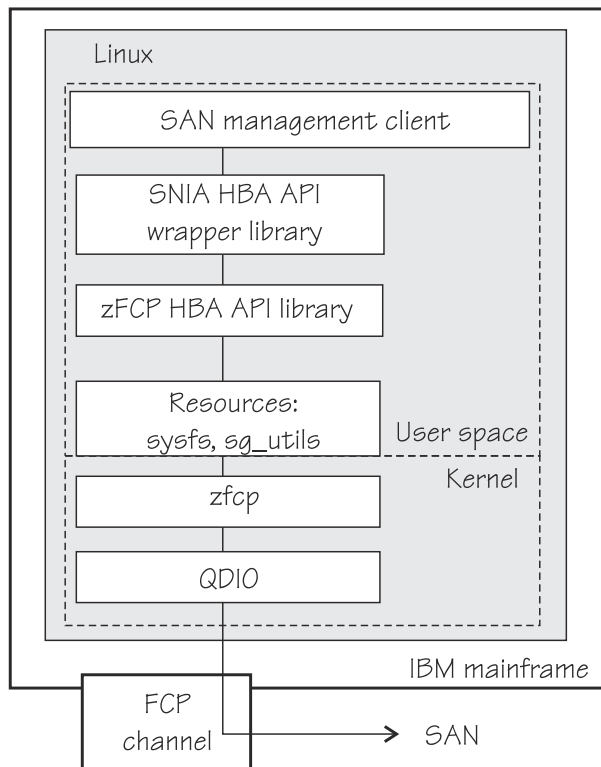 Linux
SAN management client
SNIA HBA API
wrapper library
zFCP HBA API library
Resources:
sysfs, sg_utils
User space
Kernel
zfcp
QDIO
IBM mainframe
FCP
channel
SAN